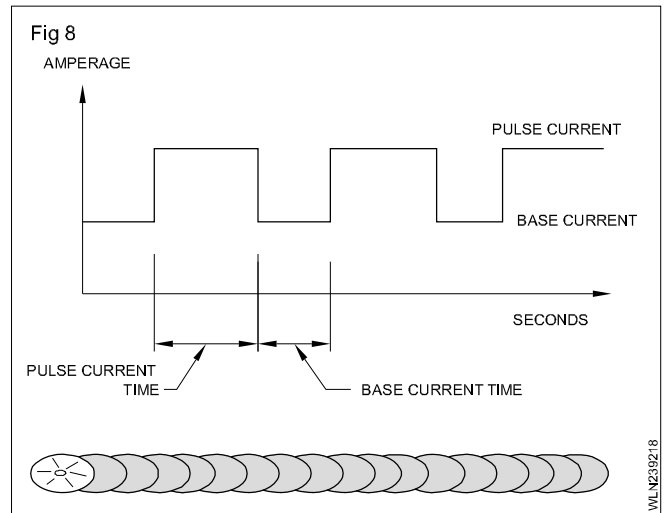 Fig 8
AMPERAGE
PULSE CURRENT
BASE CURRENT
SECONDS
PULSE CURRENT
TIME
BASE CURRENT TIME
WLN239218